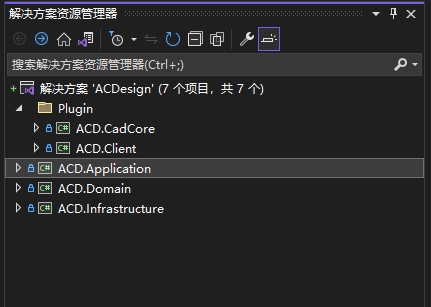 解决方案资源管理器
搜索解决方案资源管理器(Ctrl+;)
解决方案 'ACDesign' (7 个项目，共 7 个)
Plugin
C# ACD.CadCore
C# ACD.Client
C# ACD.Application
C# ACD.Domain
C# ACD.Infrastructure